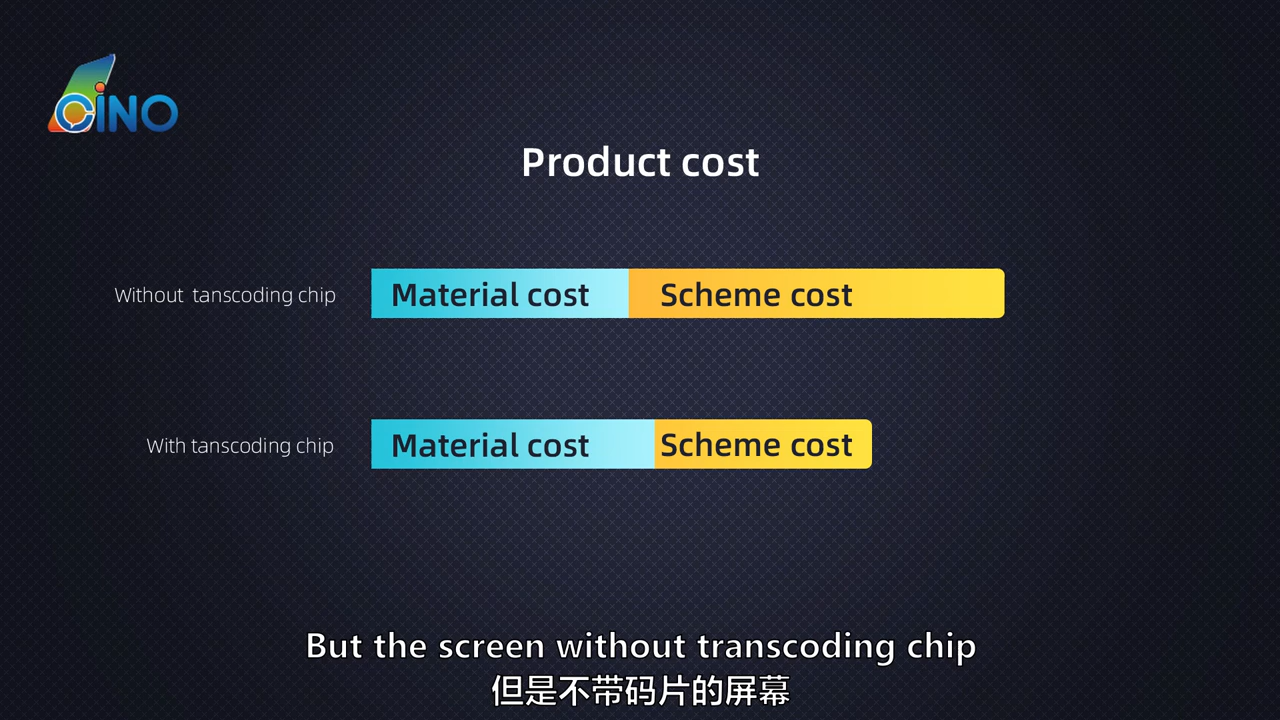 CINO
Product cost
Without tanscoding chip
Material cost
Scheme cost
With tanscoding chip
Material cost
Scheme cost
But the screen without transcoding chip
但是不带码片的屏幕